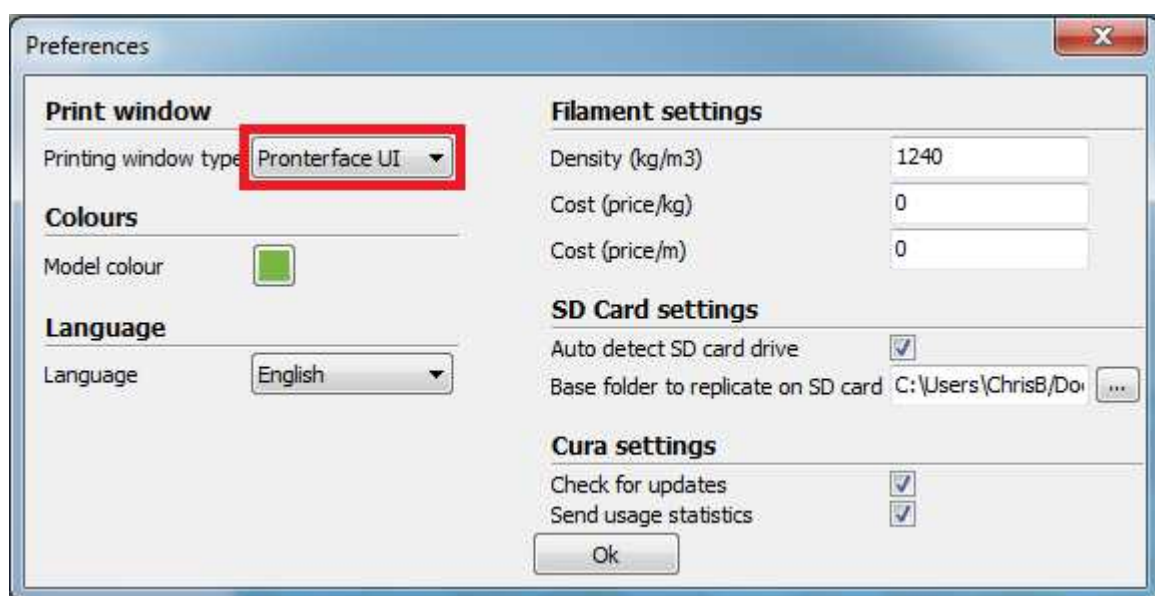 Preferences
Print window
Printing window type Pronterface UI
Colours
Model colour
Language
Language English
Filament settings
Density (kg/m3) 1240
Cost (price/kg) 0
Cost (price/m) 0
SD Card settings
Auto detect SD card drive
Base folder to replicate on SD card C:\Users\ChrisB/Do ...
Cura settings
Check for updates
Send usage statistics
Ok